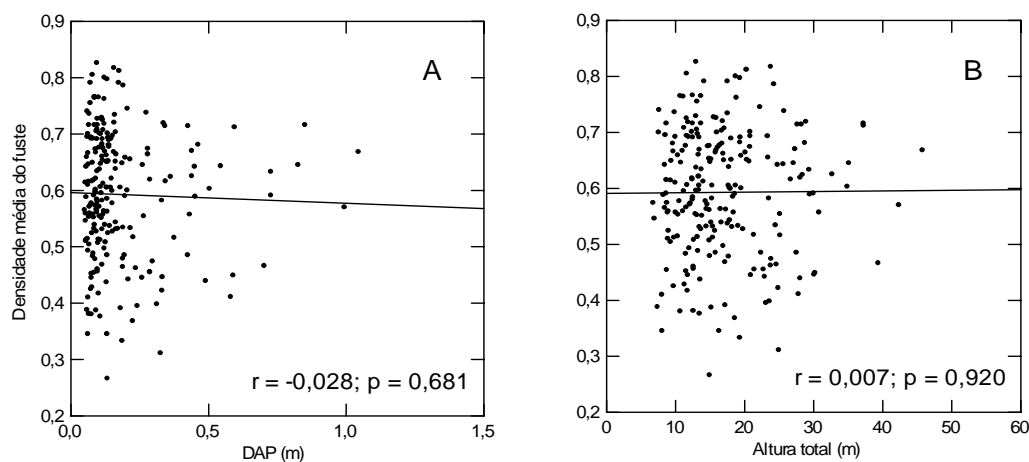 Densidade média do fuste
0,9
0,8
0,7
0,6
0,5
0,4
0,3
0,2
A
r = -0,028; p = 0,681
0,0 0,5 1,0 1,5
DAP (m)
0,9
0,8
0,7
0,6
0,5
0,4
0,3
0,2
B
r = 0,007; p = 0,920
0 10 20 30 40 50 60
Altura total (m)